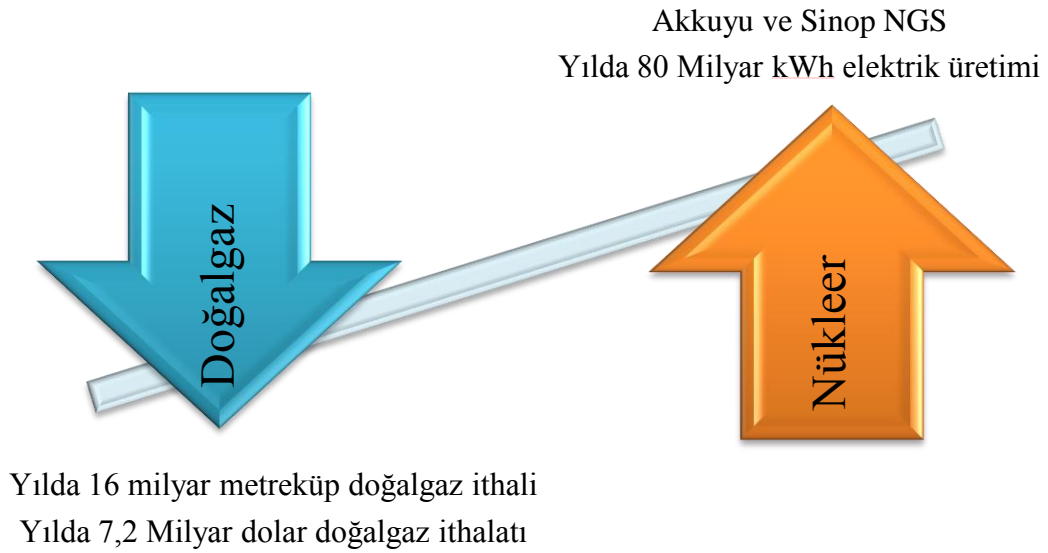 Akkuyu ve Sinop NGS
Yılda 80 Milyar kWh elektrik üretimi
Doğalgaz
Nükleer
Yılda 16 milyar metreküp doğalgaz ithali
Yılda 7,2 Milyar dolar doğalgaz ithalatı